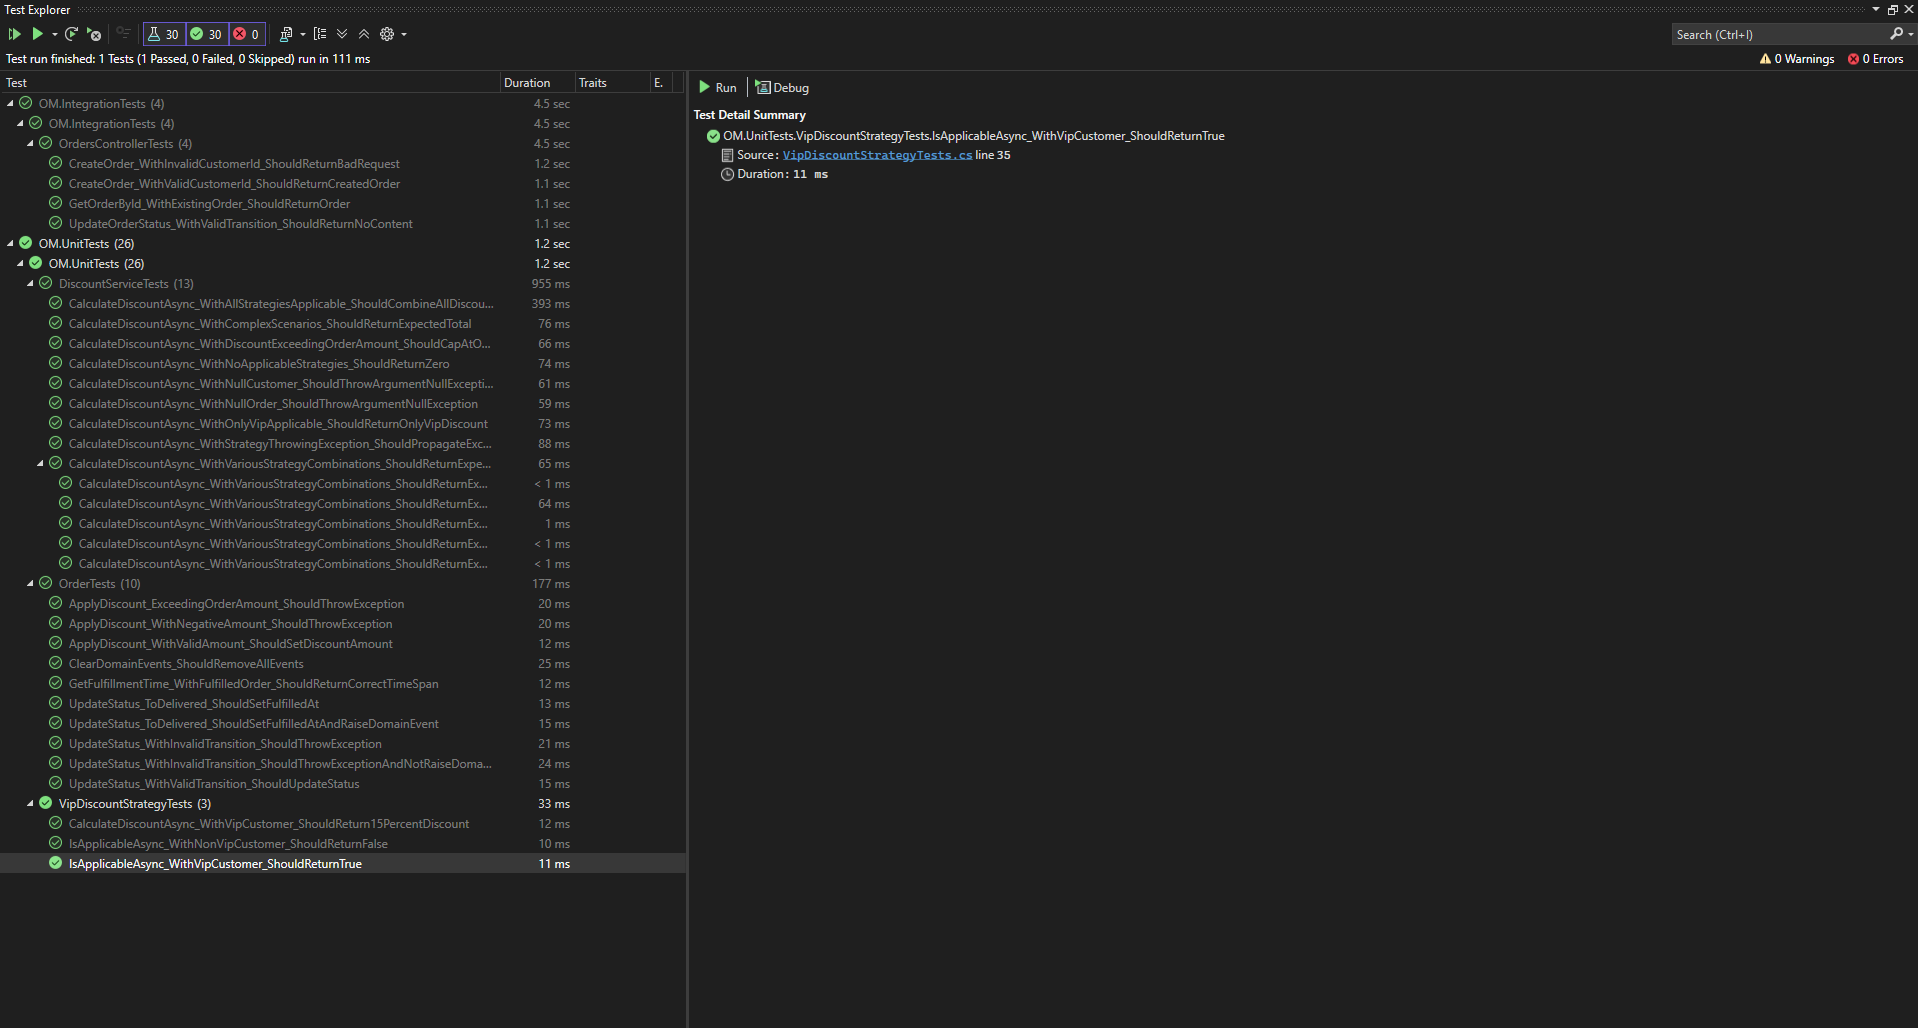 Test Explorer
30 30 0
Search (Ctrl+I)
Test run finished: 1 Tests (1 Passed, 0 Failed, 0 Skipped) run in 111 ms
0 Warnings 0 Errors
Test Duration Traits E.
OM.IntegrationTests (4) 4.5 sec
OM.IntegrationTests (4) 4.5 sec
OrdersControllerTests (4) 4.5 sec
CreateOrder_WithInvalidCustomerId_ShouldReturnBadRequest 1.2 sec
CreateOrder_WithValidCustomerId_ShouldReturnCreatedOrder 1.1 sec
GetOrderById_WithExistingOrder_ShouldReturnOrder 1.1 sec
UpdateOrderStatus_WithValidTransition_ShouldReturnNoContent 1.1 sec
OM.UnitTests (26) 1.2 sec
OM.UnitTests (26) 1.2 sec
DiscountServiceTests (13) 955 ms
CalculateDiscountAsync_WithAllStrategiesApplicable_ShouldCombineAllDiscou... 393 ms
CalculateDiscountAsync_WithComplexScenarios_ShouldReturnExpectedTotal 76 ms
CalculateDiscountAsync_WithDiscountExceedingOrderAmount_ShouldCapAtO... 66 ms
CalculateDiscountAsync_WithNoApplicableStrategies_ShouldReturnZero 74 ms
CalculateDiscountAsync_WithNullCustomer_ShouldThrowArgumentNullExcepti... 61 ms
CalculateDiscountAsync_WithNullOrder_ShouldThrowArgumentNullException 59 ms
CalculateDiscountAsync_WithOnlyVipApplicable_ShouldReturnOnlyVipDiscount 73 ms
CalculateDiscountAsync_WithStrategyThrowingException_ShouldPropagateExc... 88 ms
CalculateDiscountAsync_WithVariousStrategyCombinations_ShouldReturnExpe... 65 ms
CalculateDiscountAsync_WithVariousStrategyCombinations_ShouldReturnEx... < 1 ms
CalculateDiscountAsync_WithVariousStrategyCombinations_ShouldReturnEx... 64 ms
CalculateDiscountAsync_WithVariousStrategyCombinations_ShouldReturnEx... 1 ms
CalculateDiscountAsync_WithVariousStrategyCombinations_ShouldReturnEx... < 1 ms
CalculateDiscountAsync_WithVariousStrategyCombinations_ShouldReturnEx... < 1 ms
OrderTests (10) 177 ms
ApplyDiscount_ExceedingOrderAmount_ShouldThrowException 20 ms
ApplyDiscount_WithNegativeAmount_ShouldThrowException 20 ms
ApplyDiscount_WithValidAmount_ShouldSetDiscountAmount 12 ms
ClearDomainEvents_ShouldRemoveAllEvents 25 ms
GetFulfillmentTime_WithFulfilledOrder_ShouldReturnCorrectTimeSpan 12 ms
UpdateStatus_ToDelivered_ShouldSetFulfilledAt 13 ms
UpdateStatus_ToDelivered_ShouldSetFulfilledAtAndRaiseDomainEvent 15 ms
UpdateStatus_WithInvalidTransition_ShouldThrowException 21 ms
UpdateStatus_WithInvalidTransition_ShouldThrowExceptionAndNotRaiseDoma... 24 ms
UpdateStatus_WithValidTransition_ShouldUpdateStatus 15 ms
VipDiscountStrategyTests (3) 33 ms
CalculateDiscountAsync_WithVipCustomer_ShouldReturn15PercentDiscount 12 ms
IsApplicableAsync_WithNonVipCustomer_ShouldReturnFalse 10 ms
IsApplicableAsync_WithVipCustomer_ShouldReturnTrue 11 ms
Run Debug
Test Detail Summary
OM.UnitTests.VipDiscountStrategyTests.IsApplicableAsync_WithVipCustomer_ShouldReturnTrue
Source: VipDiscountStrategyTests.cs line 35
Duration: 11 ms